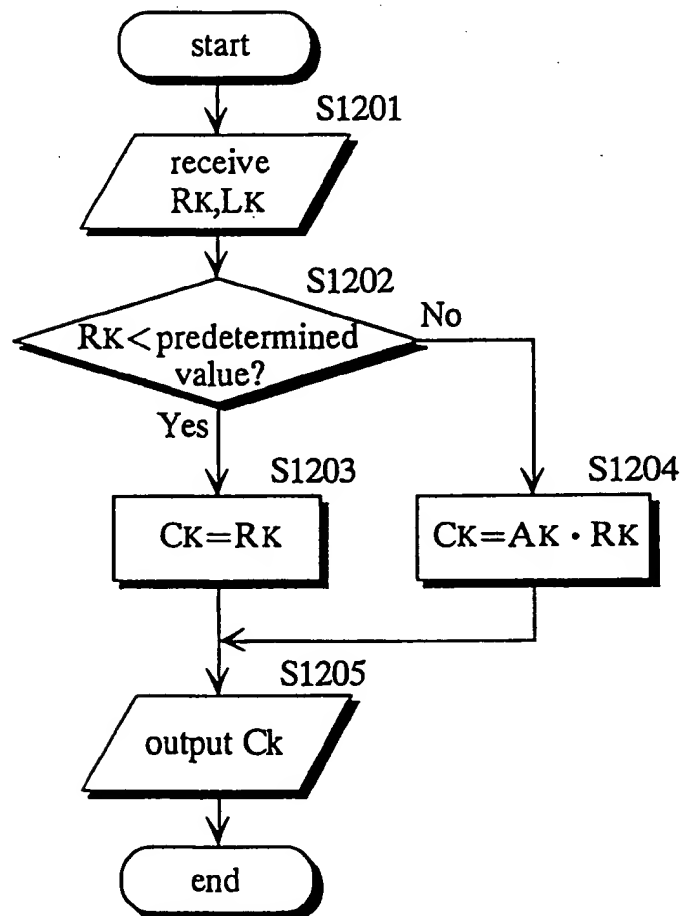 start
S1201
receive
RK,LK
S1202
RK<predetermined
value?
No
Yes
S1203
CK=RK
S1204
CK=AK・RK
S1205
output Ck
end